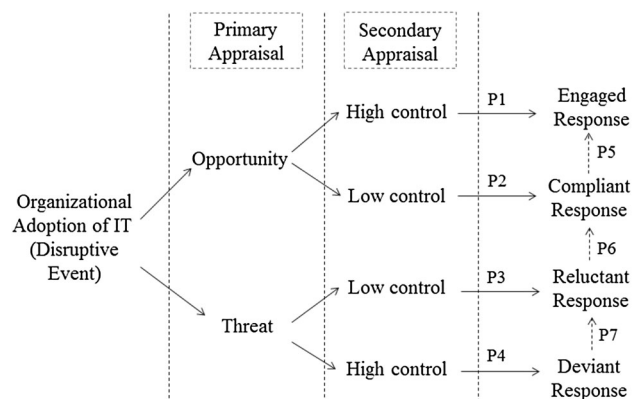 Primary
Appraisal
Secondary
Appraisal
High control
P1
Engaged
Response
P5
Opportunity
Low control
P2
Compliant
Response
Organizational
Adoption of IT
(Disruptive
Event)
P6
Low control
P3
Reluctant
Response
Threat
P7
High control
P4
Deviant
Response